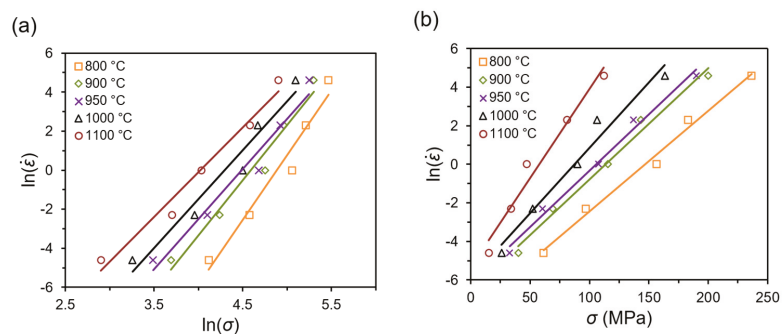 (a)
6
4
2
0
-2
-4
-6
2.5
3.5
4.5
5.5
ln(ε̇)
ln(σ)
800 °C
900 °C
950 °C
1000 °C
1100 °C
(b)
6
4
2
0
-2
-4
-6
0
50
100
150
200
250
ln(ε̇)
σ (MPa)
800 °C
900 °C
950 °C
1000 °C
1100 °C